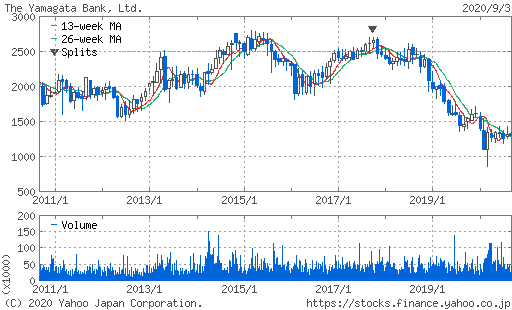 The Yamagata Bank, Ltd. 2020/9/3
13-week MA
26-week MA
Splits
3000
2500
2000
1500
1000
500
2011/1 2013/1 2015/1 2017/1 2019/1
Volume
200
150
100
50
0
(x1000)
2011/1 2013/1 2015/1 2017/1 2019/1
(C) 2020 Yahoo Japan Corporation. https://stocks.finance.yahoo.co.jp/